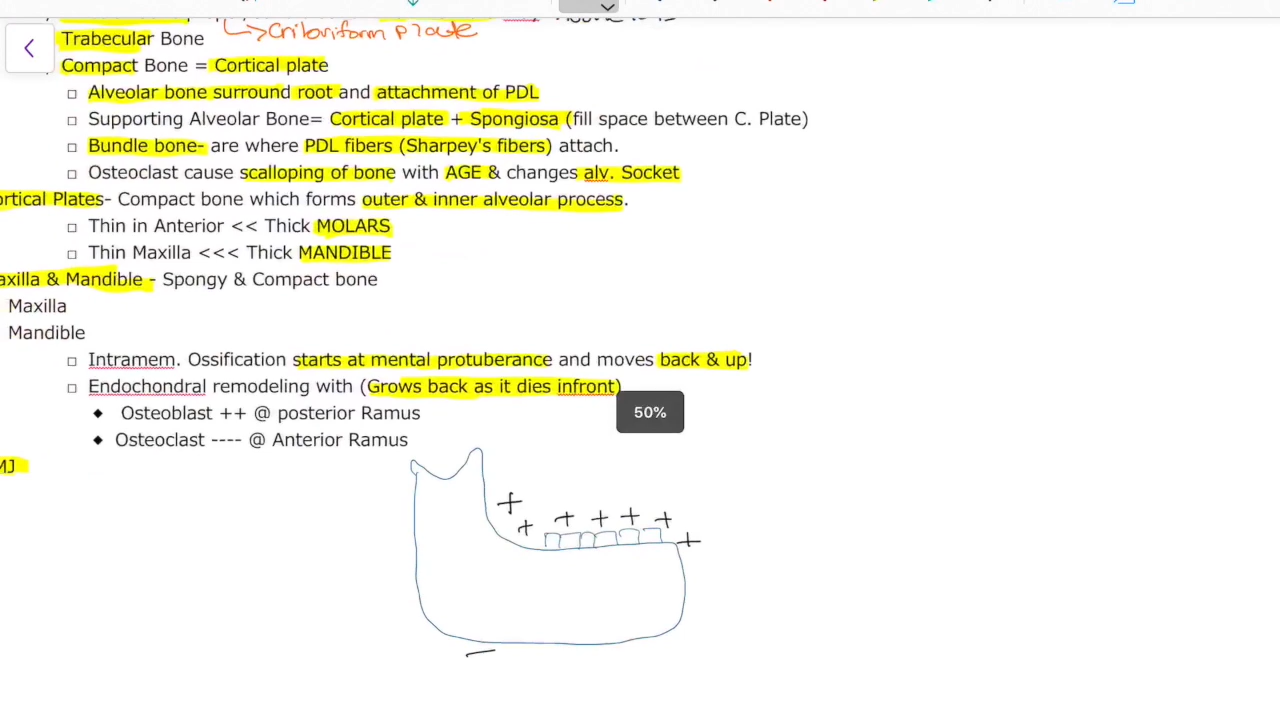 Cribriform plate
Trabecular Bone
Compact Bone = Cortical plate
Alveolar bone surround root and attachment of PDL
Supporting Alveolar Bone= Cortical plate + Spongiosa (fill space between C. Plate)
Bundle bone- are where PDL fibers (Sharpey's fibers) attach.
Osteoclast cause scalloping of bone with AGE & changes alv. Socket
ortical Plates- Compact bone which forms outer & inner alveolar process.
Thin in Anterior << Thick MOLARS
Thin Maxilla <<< Thick MANDIBLE
axilla & Mandible - Spongy & Compact bone
Maxilla
Mandible
Intramem. Ossification starts at mental protuberance and moves back & up!
Endochondral remodeling with (Grows back as it dies infront)
Osteoblast ++ @ posterior Ramus
50%
Osteoclast ---- @ Anterior Ramus
MJ
+
+ + + + +
+
−